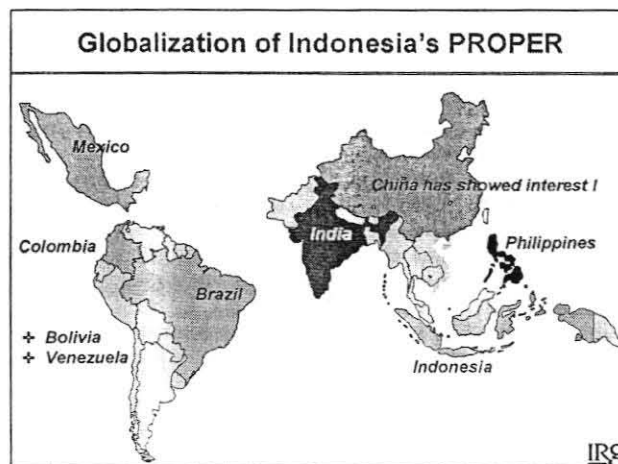 Globalization of Indonesia's PROPER
Mexico
China has showed interest !
India
Colombia
Philippines
Brazil
Bolivia
Venezuela
Indonesia